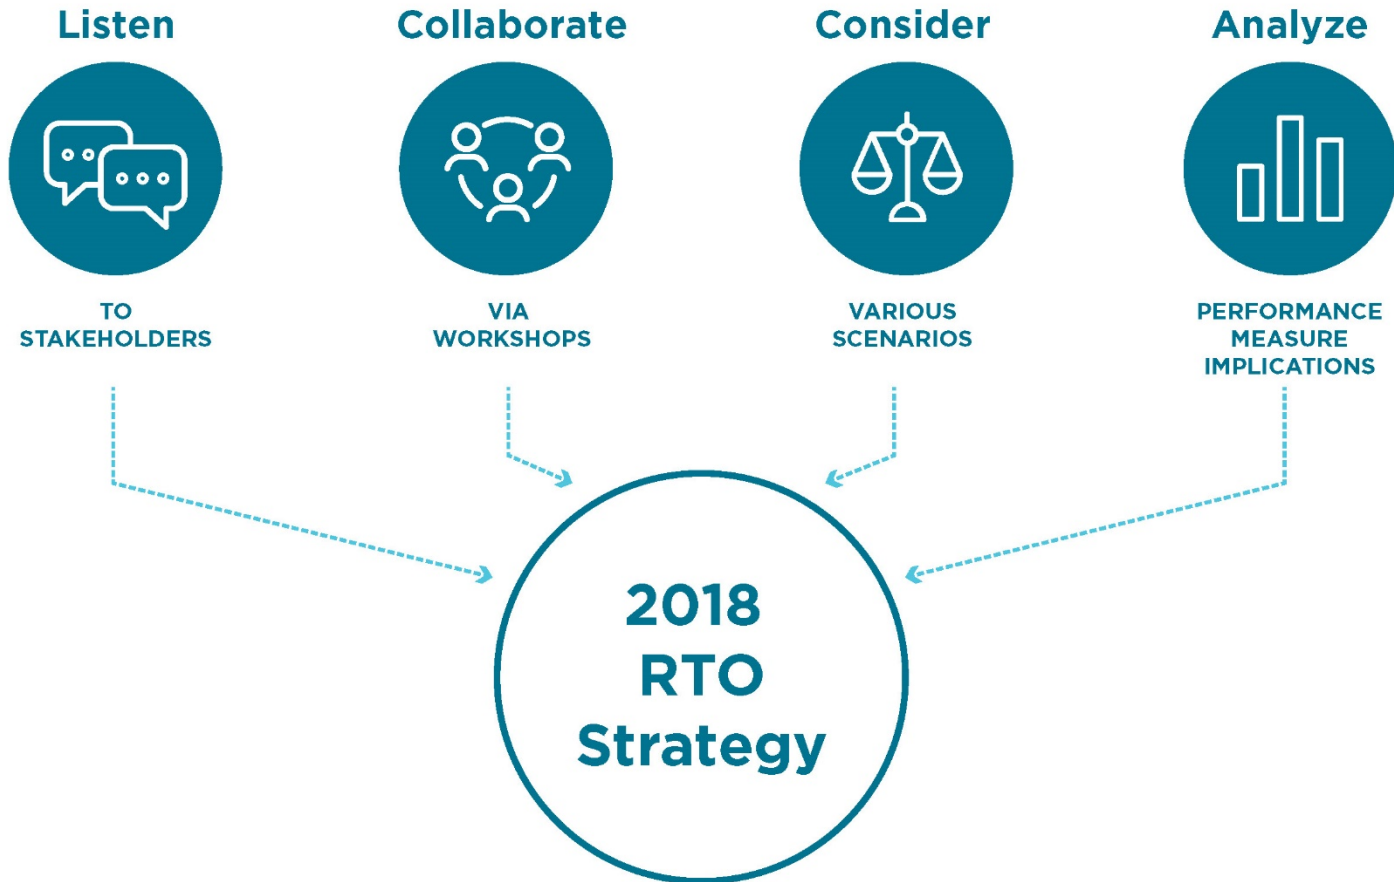 Listen
Collaborate
Consider
Analyze
TO
STAKEHOLDERS
VIA
WORKSHOPS
VARIOUS
SCENARIOS
PERFORMANCE
MEASURE
IMPLICATIONS
2018
RTO
Strategy